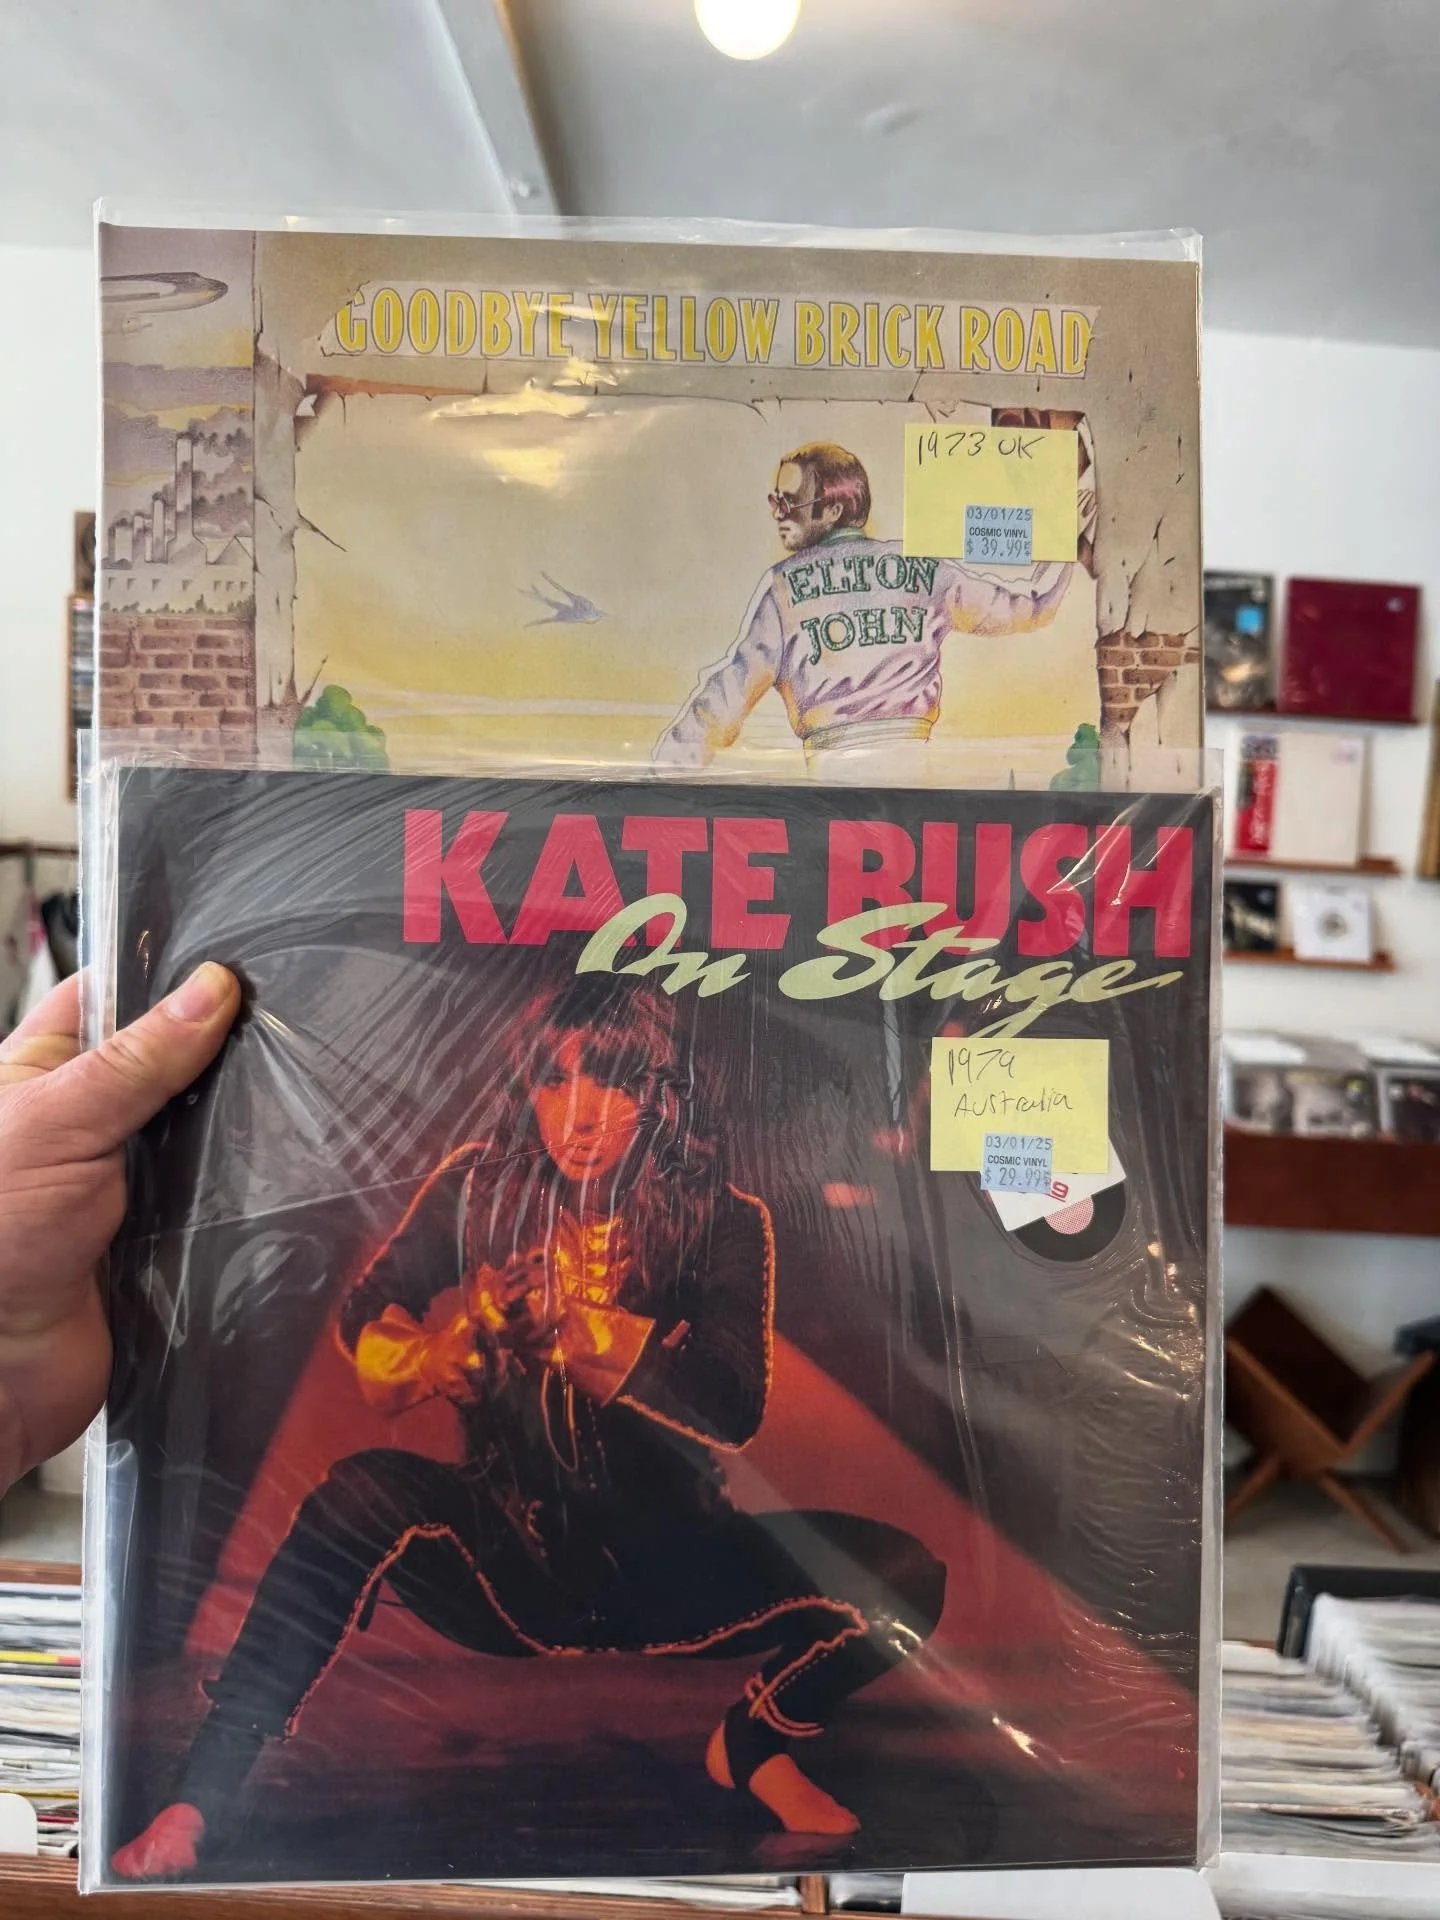 GOODBYE YELLOW BRICK ROAD
1973 UK
03/01/25
COSMIC VINYL
$ 39.99
ELTON
JOHN
KATE BUSH
On Stage
1979
Australia
03/01/25
COSMIC VINYL
$ 29.99
9